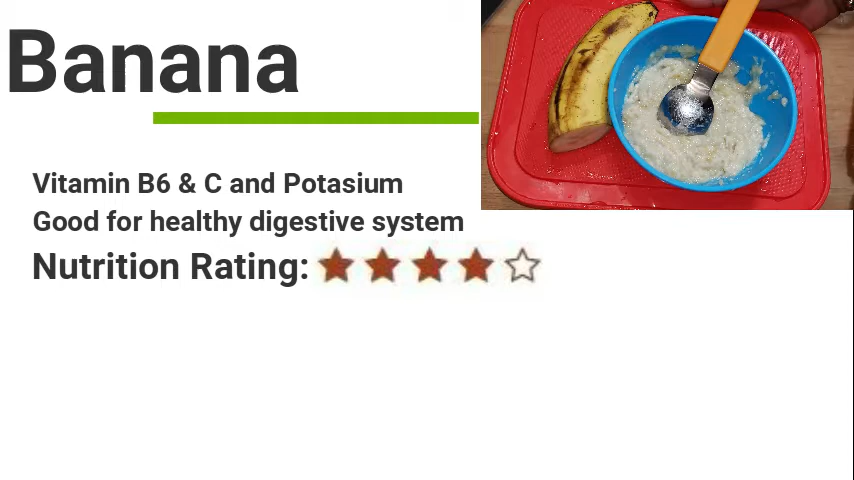 Banana
Vitamin B6 & C and Potasium
Good for healthy digestive system
Nutrition Rating: